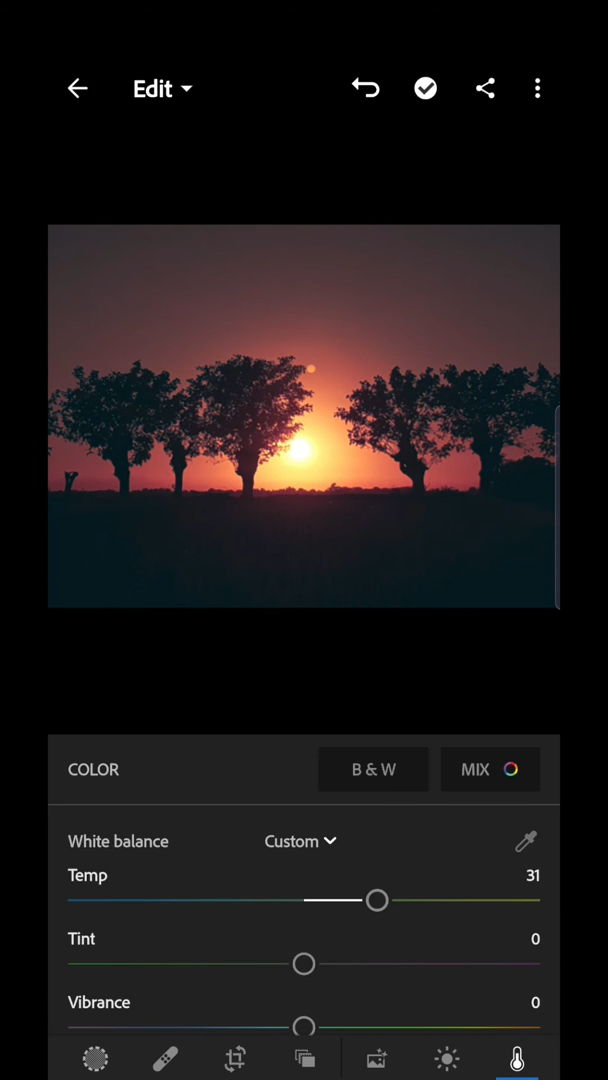 Edit
COLOR B & W MIX
White balance Custom
Temp 31
Tint 0
Vibrance 0